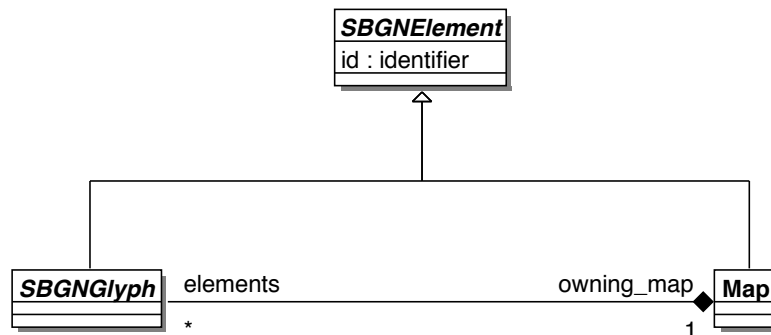 SBGNElement
id : identifier
SBGNGlyph
elements
owning_map
Map
*
1